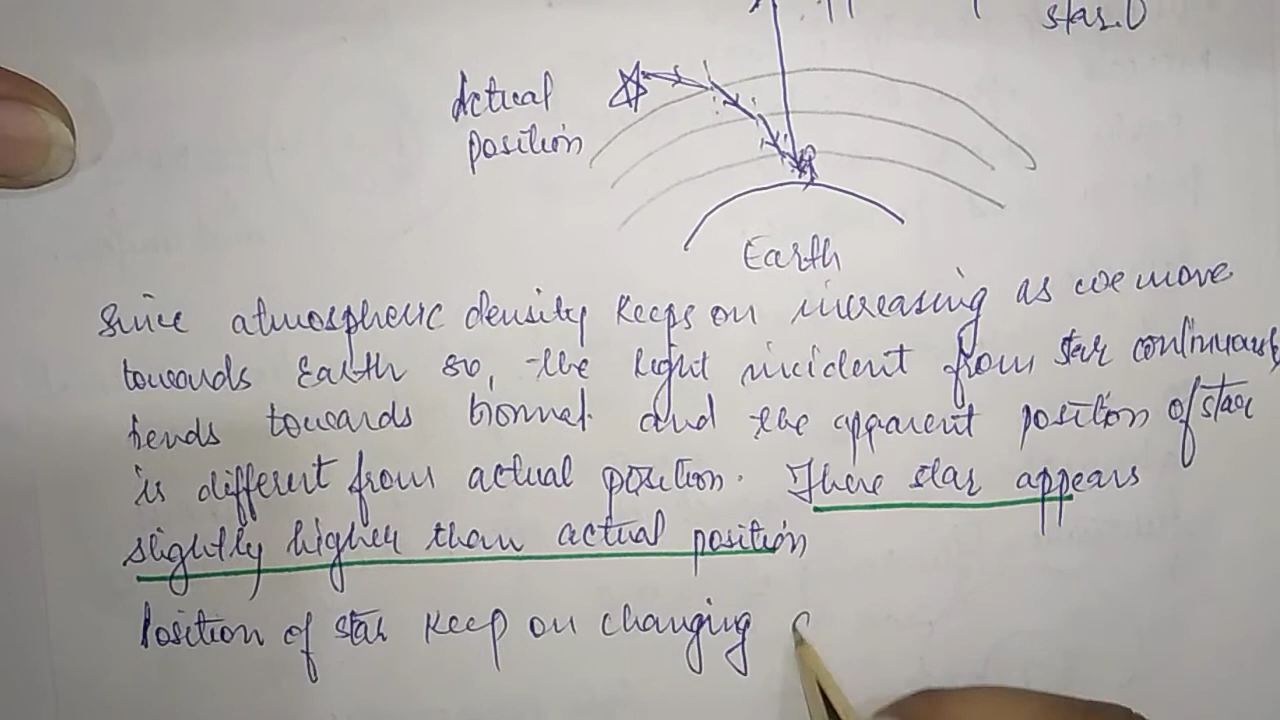 star.
Actual
position
Earth
Since atmospheric density keeps on increasing as we move
towards Earth so, the light incident from star continuously
bends towards normal and the apparent position of star
is different from actual position. There star appears
slightly higher than actual position
Position of star keep on changing